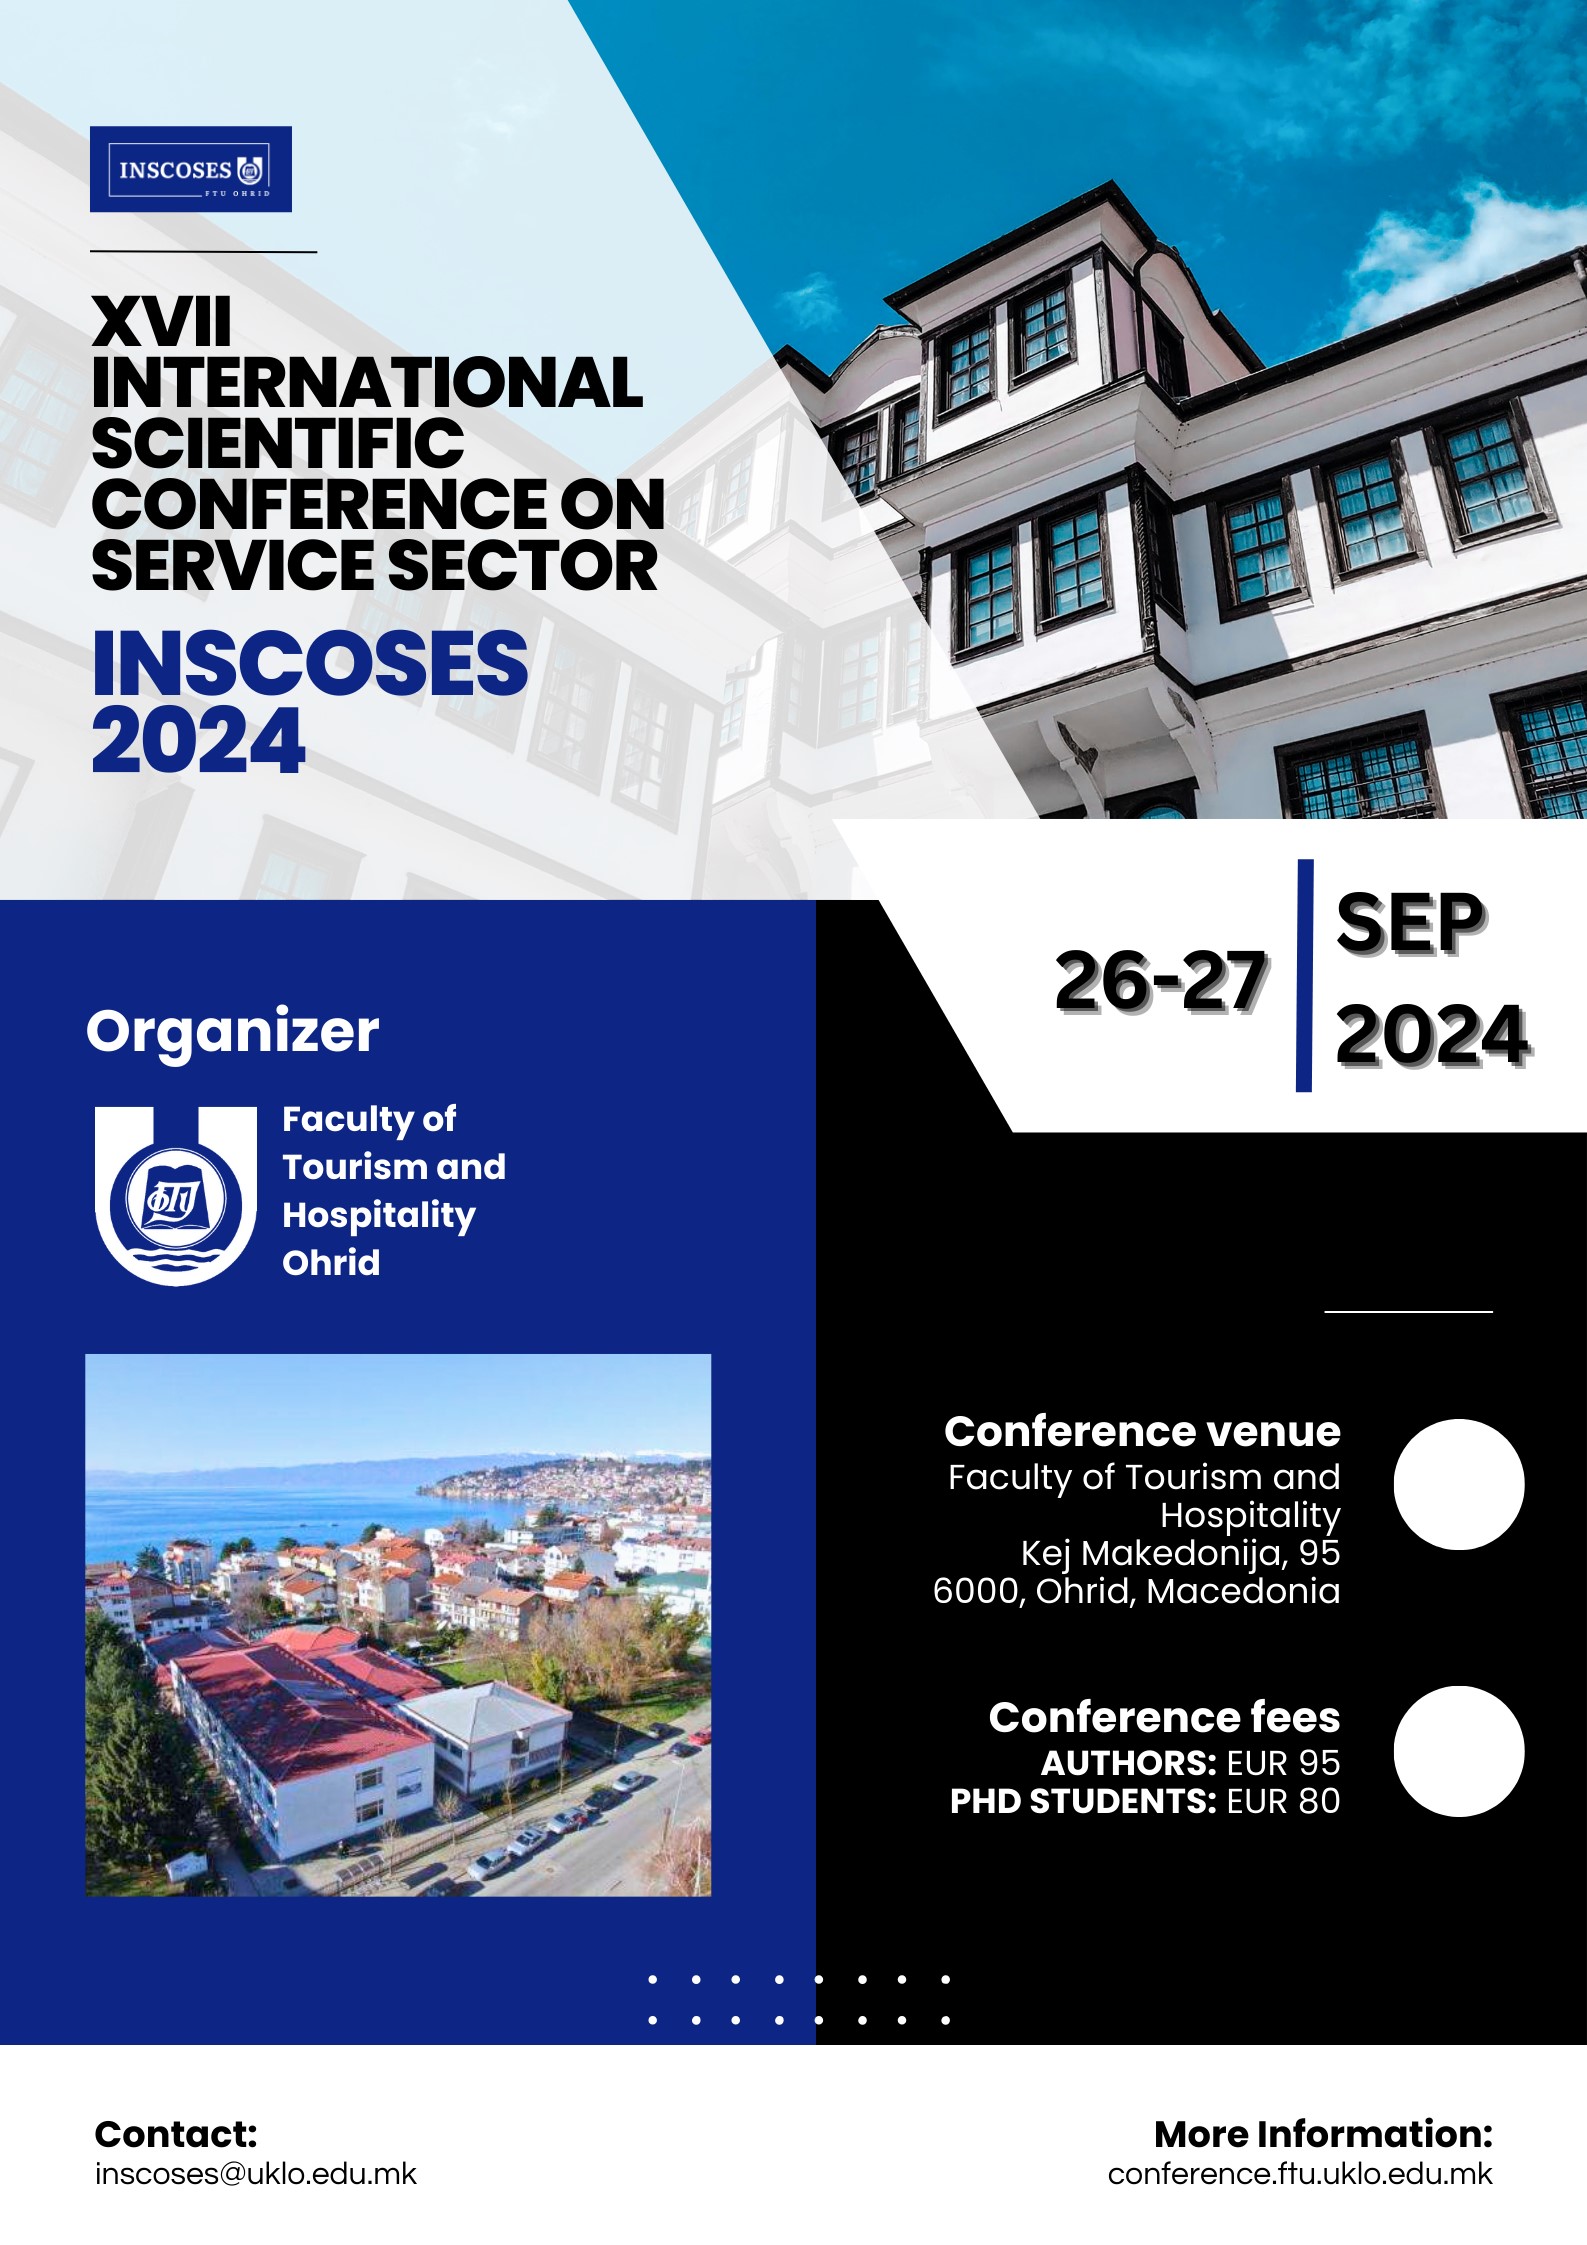 INSCOSES
FTU OHRID
XVII
INTERNATIONAL
SCIENTIFIC
CONFERENCE ON
SERVICE SECTOR
INSCOSES
2024
26-27
SEP
2024
Organizer
Faculty of
Tourism and
Hospitality
Ohrid
Conference venue
Faculty of Tourism and
Hospitality
Kej Makedonija, 95
6000, Ohrid, Macedonia
Conference fees
AUTHORS: EUR 95
PHD STUDENTS: EUR 80
Contact:
inscoses@uklo.edu.mk
More Information:
conference.ftu.uklo.edu.mk